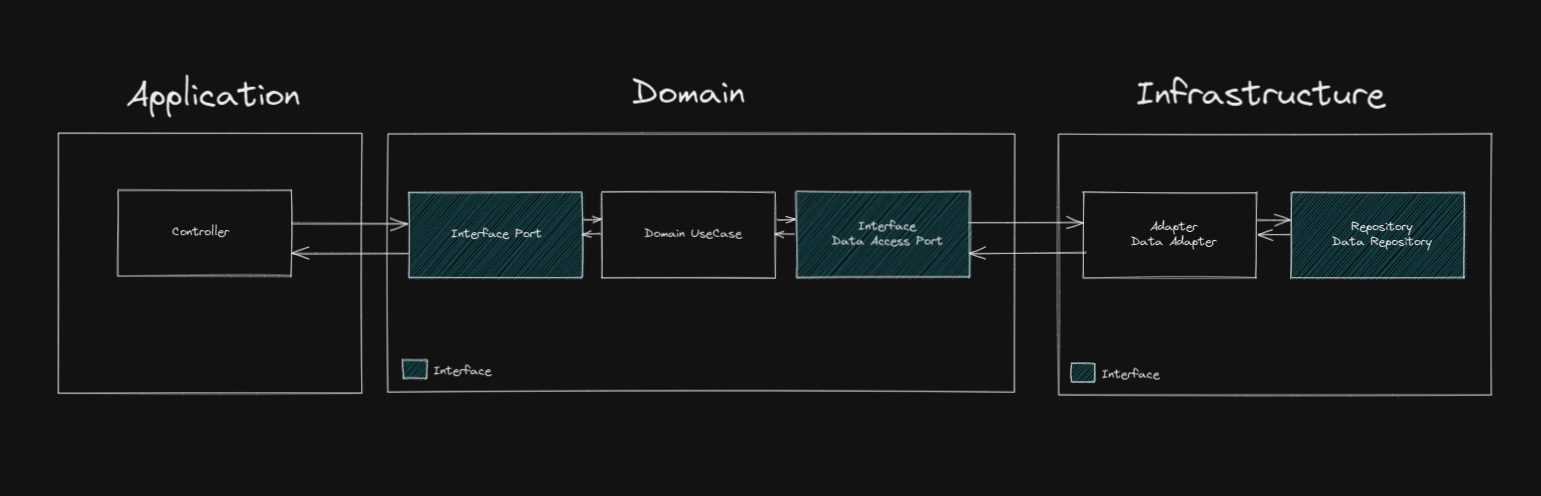 Application
Domain
Infrastructure
Controller
Interface Port
Domain UseCase
Interface
Data Access Port
Adapter
Data Adapter
Repository
Data Repository
Interface
Interface